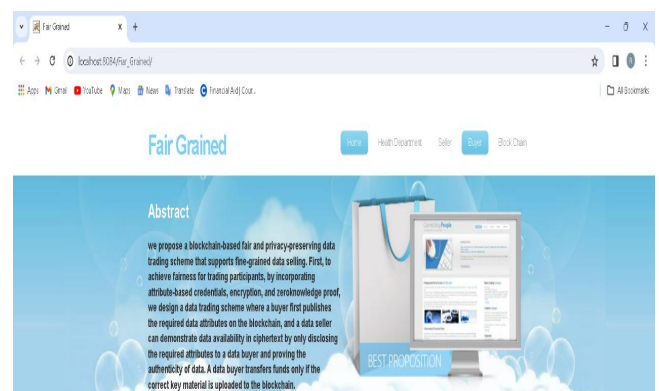 Fair Grained
localhost:8084/Fiar_Grained/
Apps Gmail YouTube Maps News Translate Financial Aid | Cour... All Bookmarks
Fair Grained
Home Health Department Seller Buyer Block Chain
Abstract
we propose a blockchain-based fair and privacy-preserving data
trading scheme that supports fine-grained data selling. First, to
achieve fairness for trading participants, by incorporating
attribute-based credentials, encryption, and zeroknowledge proof,
we design a data trading scheme where a buyer first publishes
the required data attributes on the blockchain, and a data seller
can demonstrate data availability in ciphertext by only disclosing
the required attributes to a data buyer and proving the
authenticity of data. A data buyer transfers funds only if the
correct key material is uploaded to the blockchain.
BEST PROPOSITION